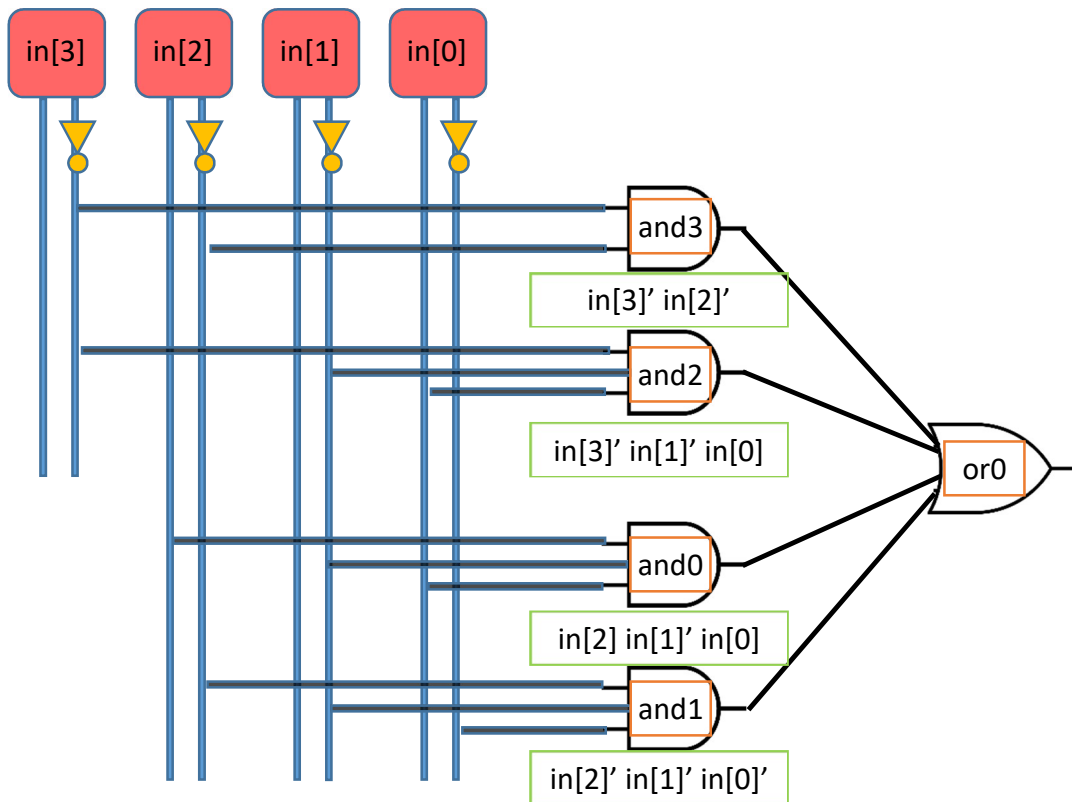 in[3]
in[2]
in[1]
in[0]
and3
in[3]’ in[2]’
and2
in[3]’ in[1]’ in[0]
or0
and0
in[2] in[1]’ in[0]
and1
in[2]’ in[1]’ in[0]’